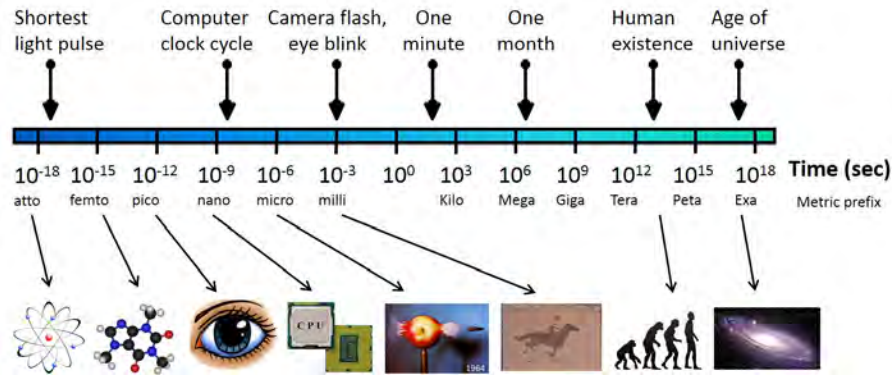 Shortest
light pulse
Computer
clock cycle
Camera flash,
eye blink
One
minute
One
month
Human
existence
Age of
universe
10⁻¹⁸ 10⁻¹⁵ 10⁻¹² 10⁻⁹ 10⁻⁶ 10⁻³ 10⁰ 10³ 10⁶ 10⁹ 10¹² 10¹⁵ 10¹⁸ Time (sec)
atto femto pico nano micro milli Kilo Mega Giga Tera Peta Exa Metric prefix
CPU
1964